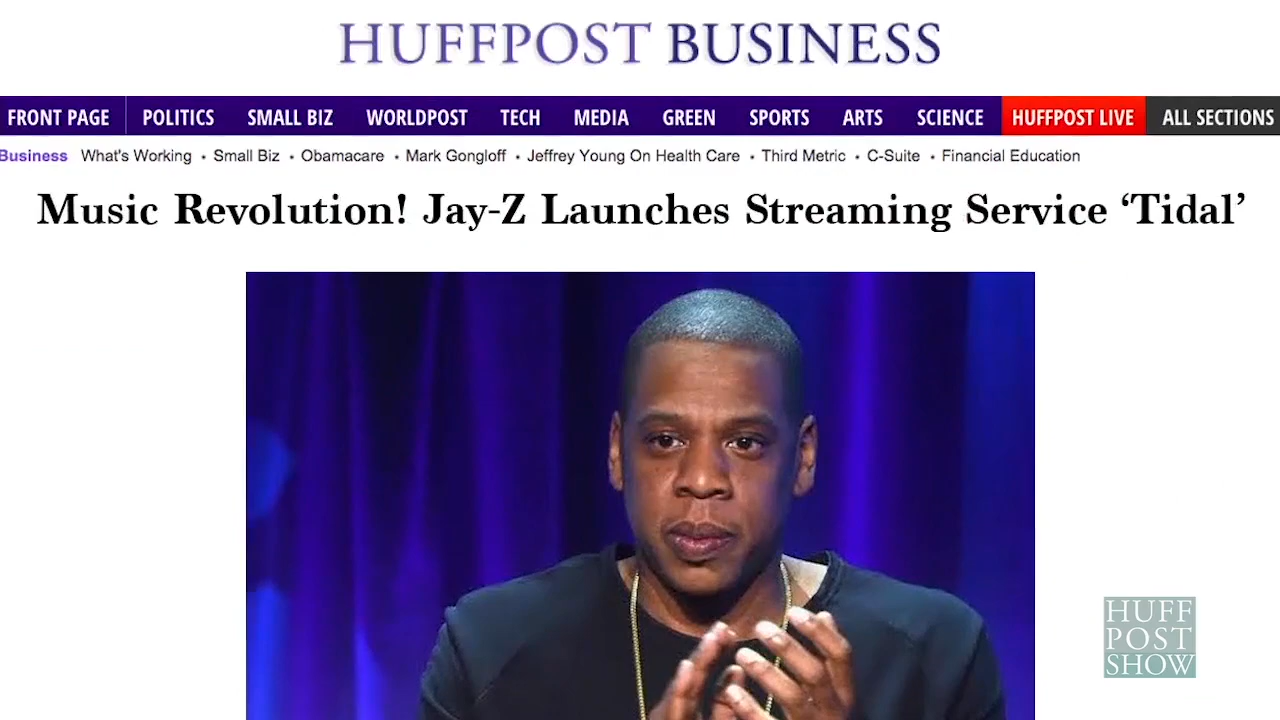 HUFFPOST BUSINESS
FRONT PAGE POLITICS SMALL BIZ WORLDPOST TECH MEDIA GREEN SPORTS ARTS SCIENCE HUFFPOST LIVE ALL SECTIONS
Business What's Working • Small Biz • Obamacare • Mark Gongloff • Jeffrey Young On Health Care • Third Metric • C-Suite • Financial Education
Music Revolution! Jay-Z Launches Streaming Service ‘Tidal’
HUFF
POST
SHOW